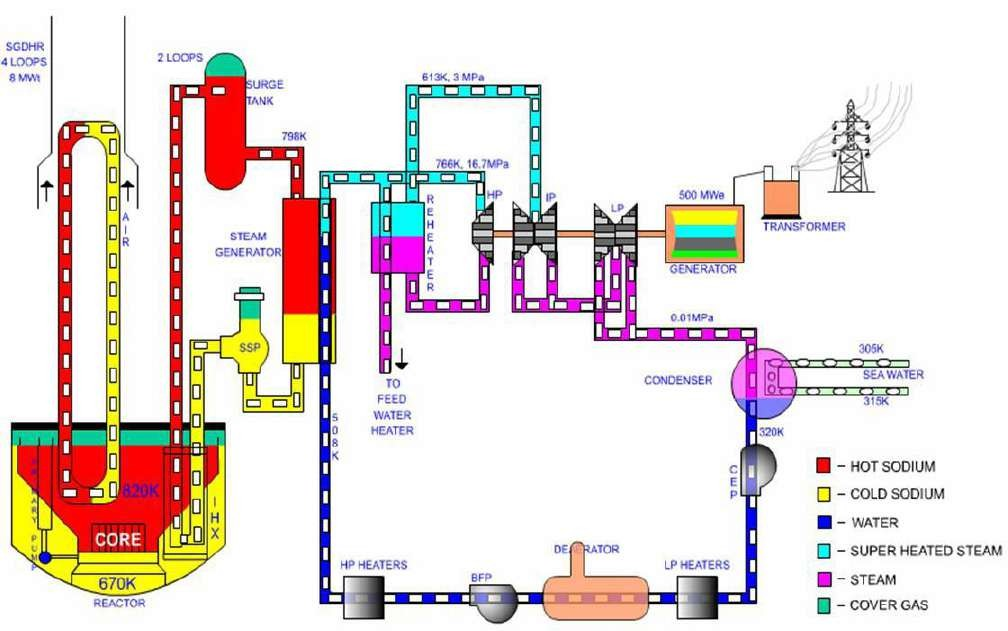 SGDHR
4 LOOPS
8 MWt
2 LOOPS
SURGE
TANK
798K
613K, 3 MPa
766K, 16.7MPa
HP
IP
LP
500 MWe
GENERATOR
TRANSFORMER
AIR
STEAM
GENERATOR
REHEATER
SSP
TO
FEED
WATER
HEATER
0.01MPa
CONDENSER
305K
SEA WATER
315K
320K
CEP
508K
PRIMARY PUMP
820K
IHX
CORE
670K
REACTOR
HP HEATERS
BFP
DEAERATOR
LP HEATERS
– HOT SODIUM
– COLD SODIUM
– WATER
– SUPER HEATED STEAM
– STEAM
– COVER GAS